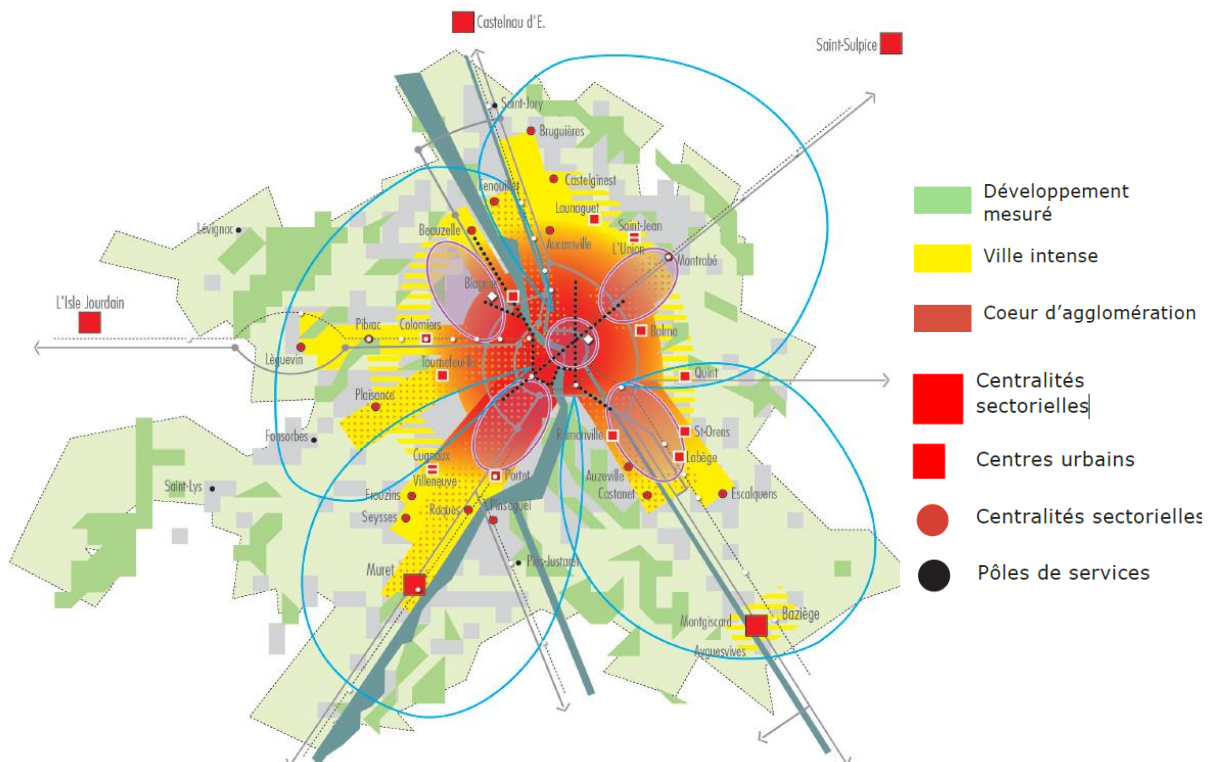 Castelnau d'E.
Saint-Sulpice
Saint-Jory
Bruguières
Castelginest
Fenouillet
Launaguet
Lévignac
Beauzelle
Saint-Jean
Aucamville
L'Union
Montrabé
Blagnac
L'Isle Jourdain
Pibrac
Colomiers
Balma
Lèguevin
Tournefeuille
Quint
Plaisance
Fonsorbes
Ramonville
St-Orens
Cugnaux
Labège
Saint-Lys
Villeneuve
Portet
Auzeville
Frouzins
Castanet
Escalquens
Roques
Pinsaguel
Seysses
Pins-Justaret
Muret
Montgiscard
Baziège
Ayguesvives
Développement
mesuré
Ville intense
Coeur d'agglomération
Centralités
sectorielles
Centres urbains
Centralités sectorielles
Pôles de services